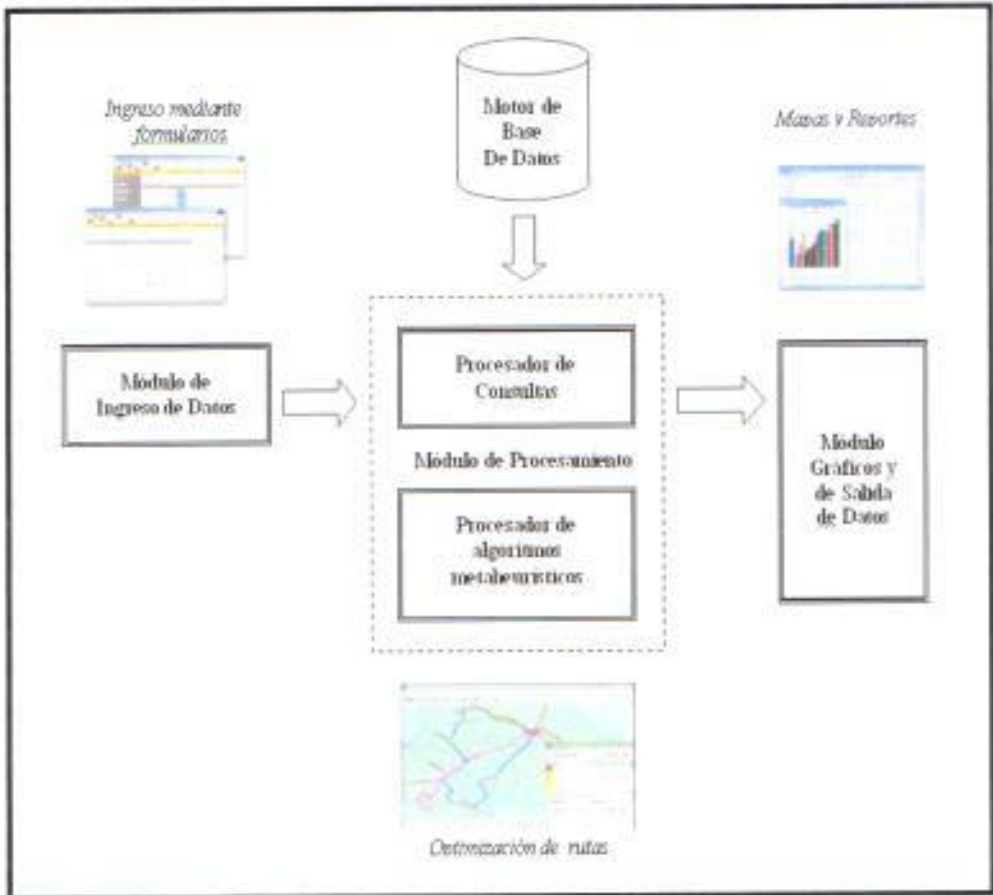 Ingreso mediante
formularios
Motor de
Base
De Datos
Mapas y Reportes
Módulo de
Ingreso de Datos
Procesador de
Consultas
Módulo de Procesamiento
Procesador de
algoritmos
metaheurísticos
Módulo
Gráficos y
de Salida
de Datos
Optimización de rutas